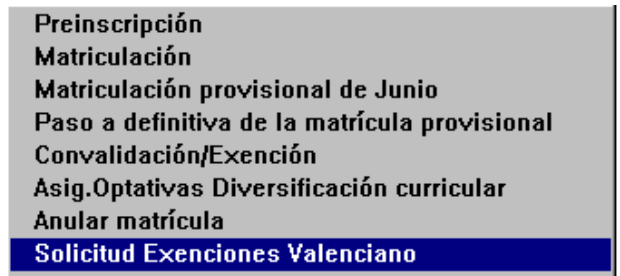 Preinscripción
Matriculación
Matriculación provisional de Junio
Paso a definitiva de la matrícula provisional
Convalidación/Exención
Asig.Optativas Diversificación curricular
Anular matrícula
Solicitud Exenciones Valenciano